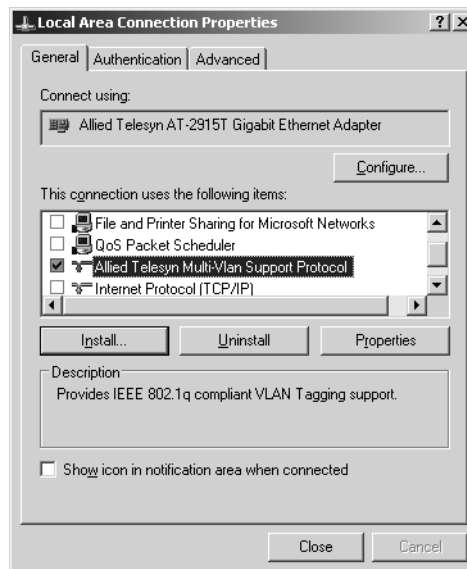 Local Area Connection Properties
General Authentication Advanced
Connect using:
Allied Telesyn AT-2915T Gigabit Ethernet Adapter
Configure...
This connection uses the following items:
File and Printer Sharing for Microsoft Networks
QoS Packet Scheduler
Allied Telesyn Multi-Vlan Support Protocol
Internet Protocol (TCP/IP)
Install... Uninstall Properties
Description
Provides IEEE 802.1q compliant VLAN Tagging support.
Show icon in notification area when connected
Close Cancel